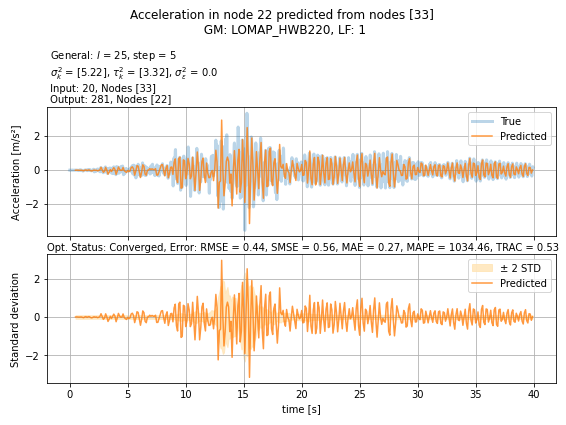 Acceleration in node 22 predicted from nodes [33]
GM: LOMAP_HWB220, LF: 1
General: l = 25, step = 5
σ²ₖ = [5.22], τ²ₖ = [3.32], σ²ε = 0.0
Input: 20, Nodes [33]
Output: 281, Nodes [22]
True
Predicted
2
0
−2
Acceleration [m/s²]
Opt. Status: Converged, Error: RMSE = 0.44, SMSE = 0.56, MAE = 0.27, MAPE = 1034.46, TRAC = 0.53
± 2 STD
Predicted
2
0
−2
Standard deviation
0 5 10 15 20 25 30 35 40
time [s]